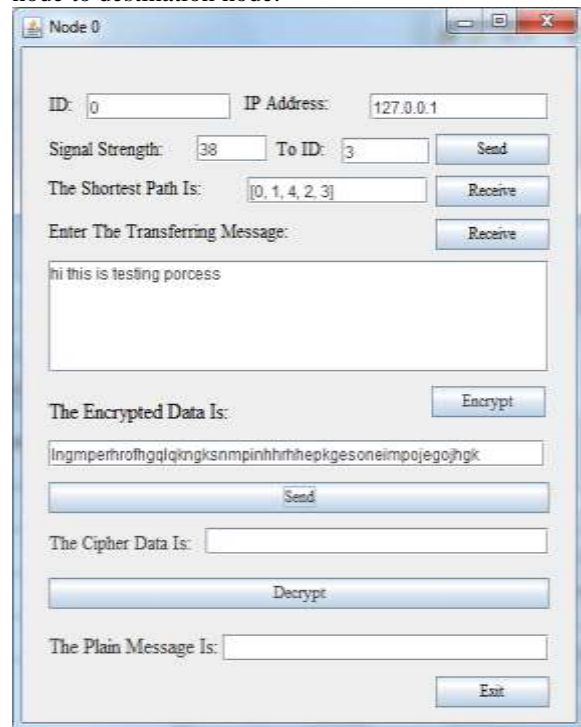 node to destination node.
Node 0
ID: 0 IP Address: 127.0.0.1
Signal Strength: 38 To ID: 3 Send
The Shortest Path Is: [0, 1, 4, 2, 3] Receive
Enter The Transferring Message: Receive
hi this is testing porcess
Encrypt
The Encrypted Data Is:
lngmperhrofhgqlqkngksnmpinhhrhhepkgesoneimpojegojhgk
Send
The Cipher Data Is:
Decrypt
The Plain Message Is:
Exit